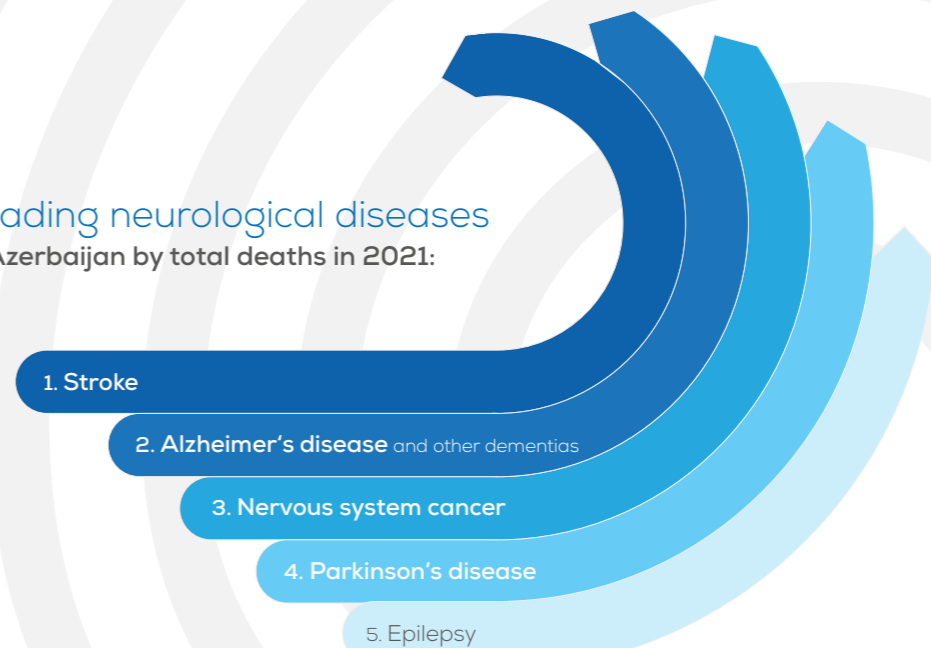 ading neurological diseases
Azerbaijan by total deaths in 2021:
1. Stroke
2. Alzheimer's disease and other dementias
3. Nervous system cancer
4. Parkinson's disease
5. Epilepsy